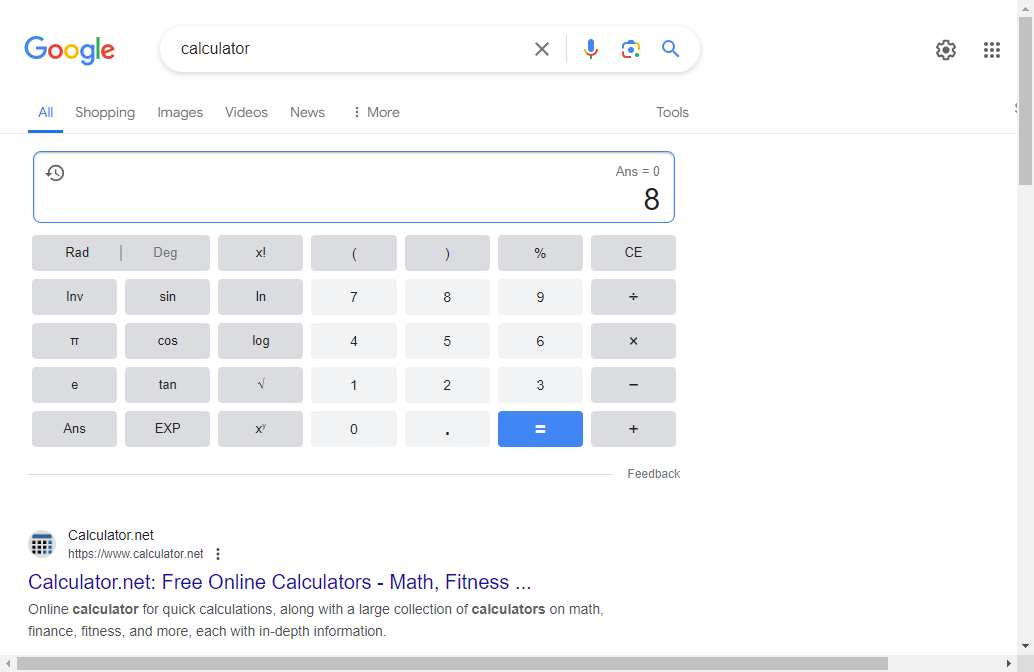 Google
calculator
All Shopping Images Videos News More Tools
Ans = 0
8
Rad | Deg x! ( ) % CE
Inv sin ln 7 8 9 ÷
π cos log 4 5 6 ×
e tan √ 1 2 3 −
Ans EXP xʸ 0 . = +
Feedback
Calculator.net
https://www.calculator.net
Calculator.net: Free Online Calculators - Math, Fitness ...
Online calculator for quick calculations, along with a large collection of calculators on math,
finance, fitness, and more, each with in-depth information.